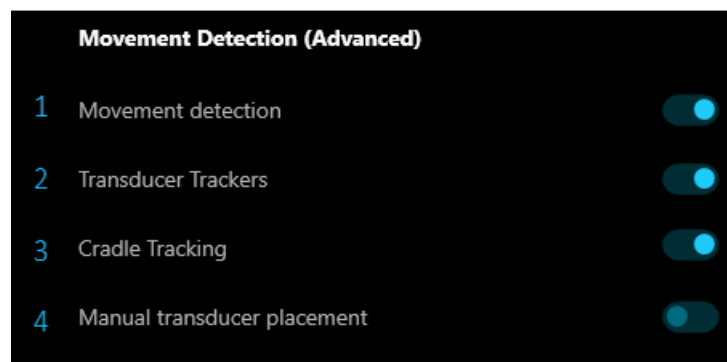 Movement Detection (Advanced)
1 Movement detection
2 Transducer Trackers
3 Cradle Tracking
4 Manual transducer placement